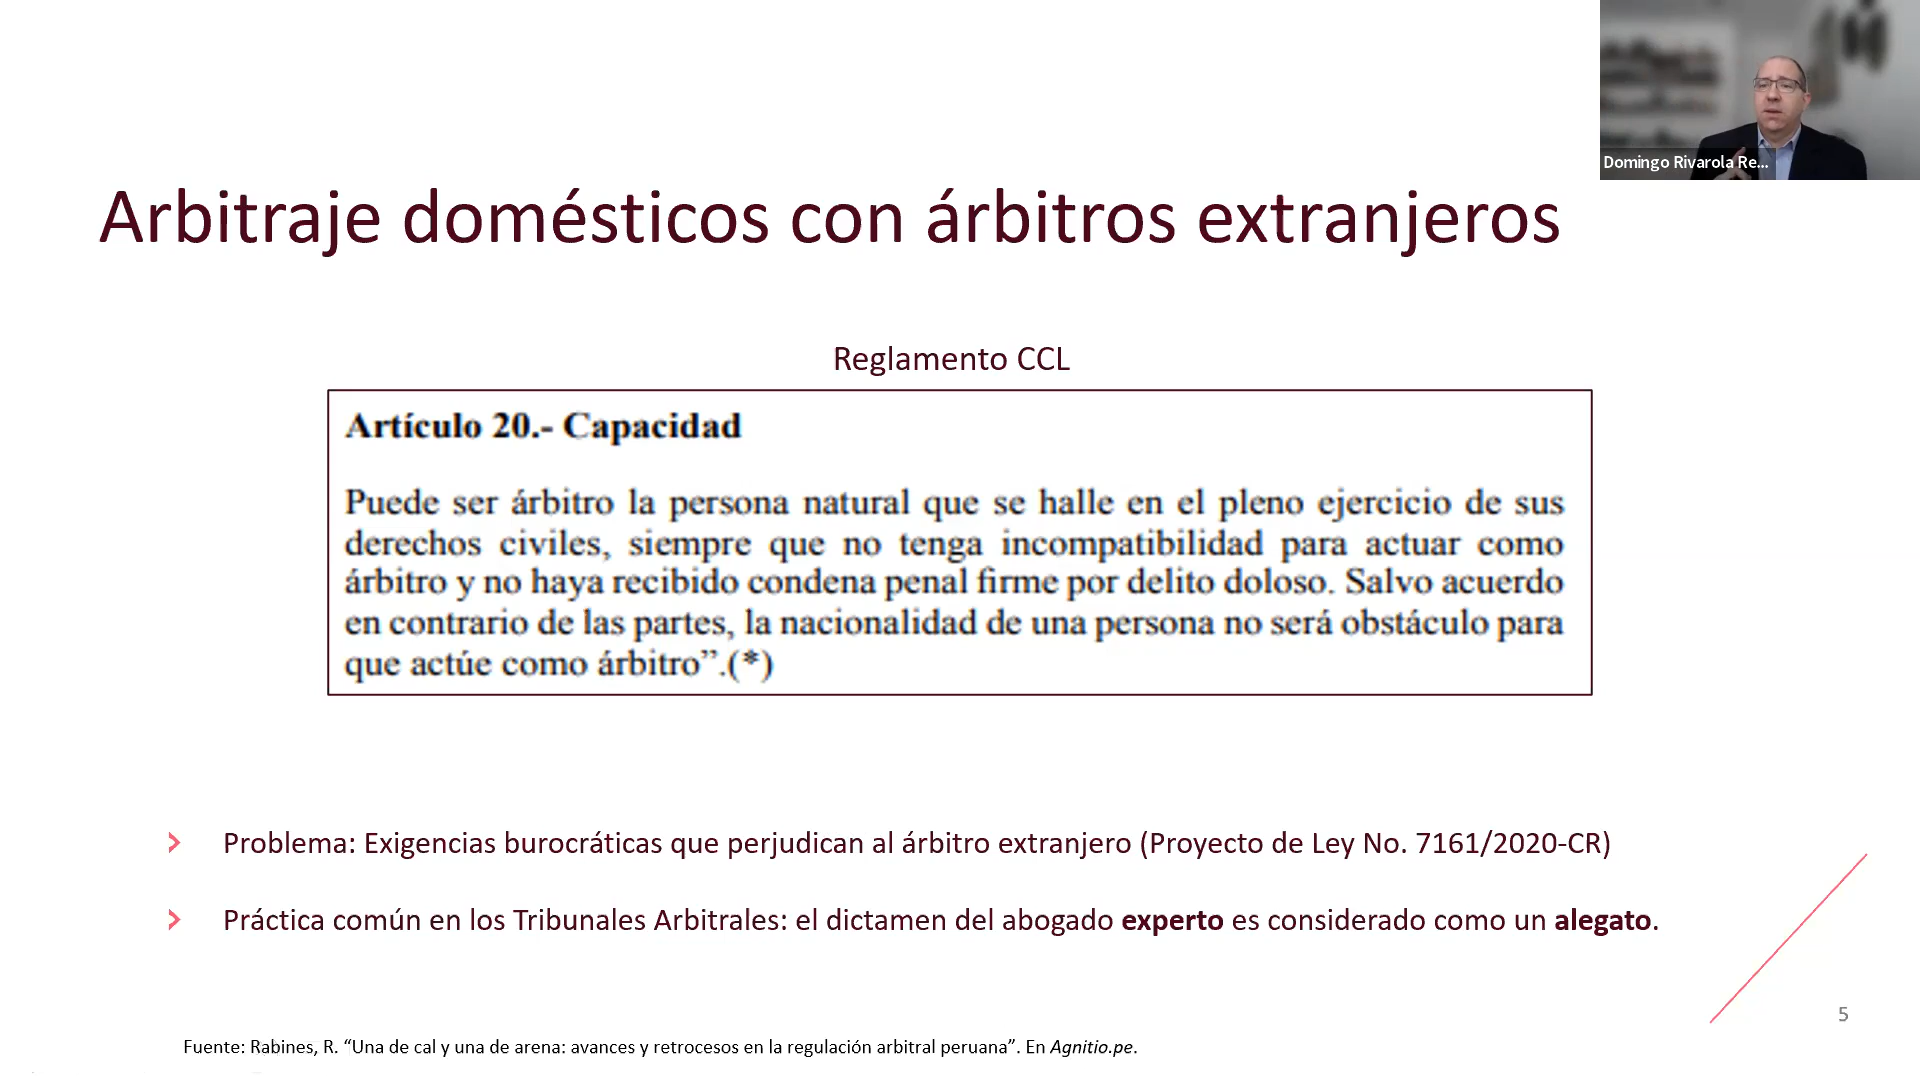 Domingo Rivarola Re...
Arbitraje domésticos con árbitros extranjeros
Reglamento CCL
Artículo 20.- Capacidad
Puede ser árbitro la persona natural que se halle en el pleno ejercicio de sus
derechos civiles, siempre que no tenga incompatibilidad para actuar como
árbitro y no haya recibido condena penal firme por delito doloso. Salvo acuerdo
en contrario de las partes, la nacionalidad de una persona no será obstáculo para
que actúe como árbitro”.(*)
Problema: Exigencias burocráticas que perjudican al árbitro extranjero (Proyecto de Ley No. 7161/2020-CR)
Práctica común en los Tribunales Arbitrales: el dictamen del abogado experto es considerado como un alegato.
5
Fuente: Rabines, R. “Una de cal y una de arena: avances y retrocesos en la regulación arbitral peruana”. En Agnitio.pe.